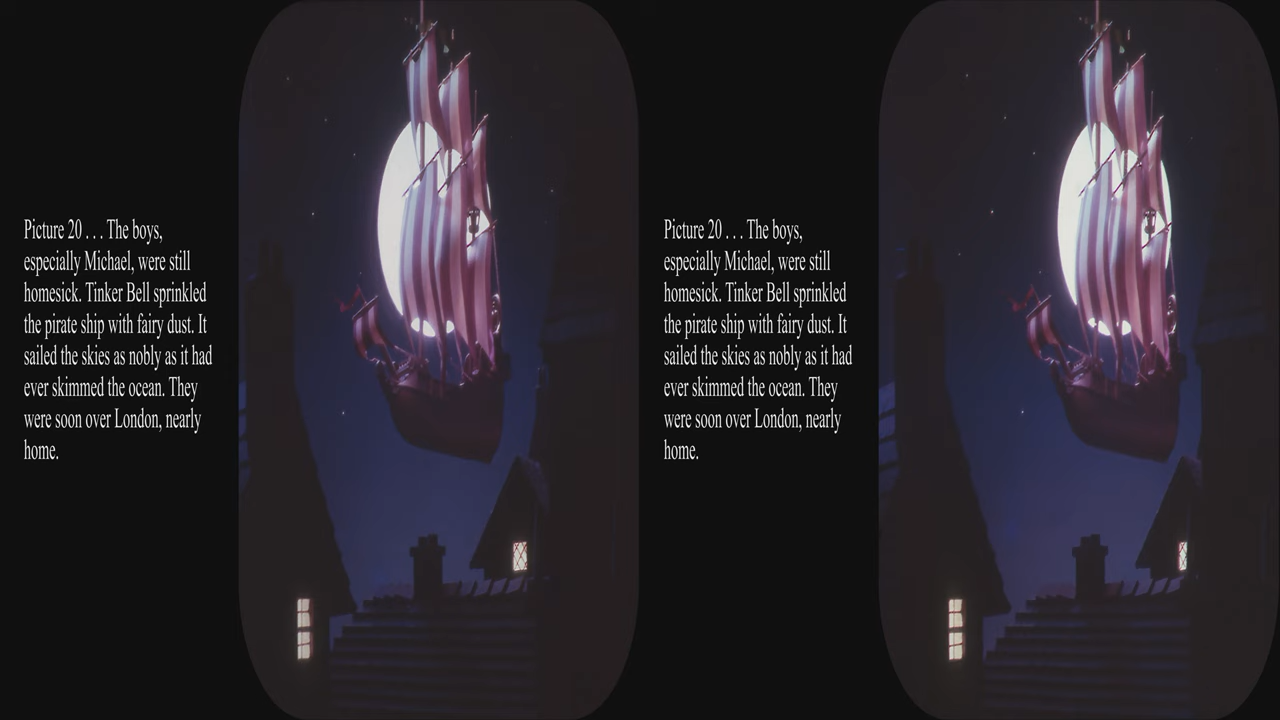 Picture 20 . . . The boys,
especially Michael, were still
homesick. Tinker Bell sprinkled
the pirate ship with fairy dust. It
sailed the skies as nobly as it had
ever skimmed the ocean. They
were soon over London, nearly
home.
Picture 20 . . . The boys,
especially Michael, were still
homesick. Tinker Bell sprinkled
the pirate ship with fairy dust. It
sailed the skies as nobly as it had
ever skimmed the ocean. They
were soon over London, nearly
home.